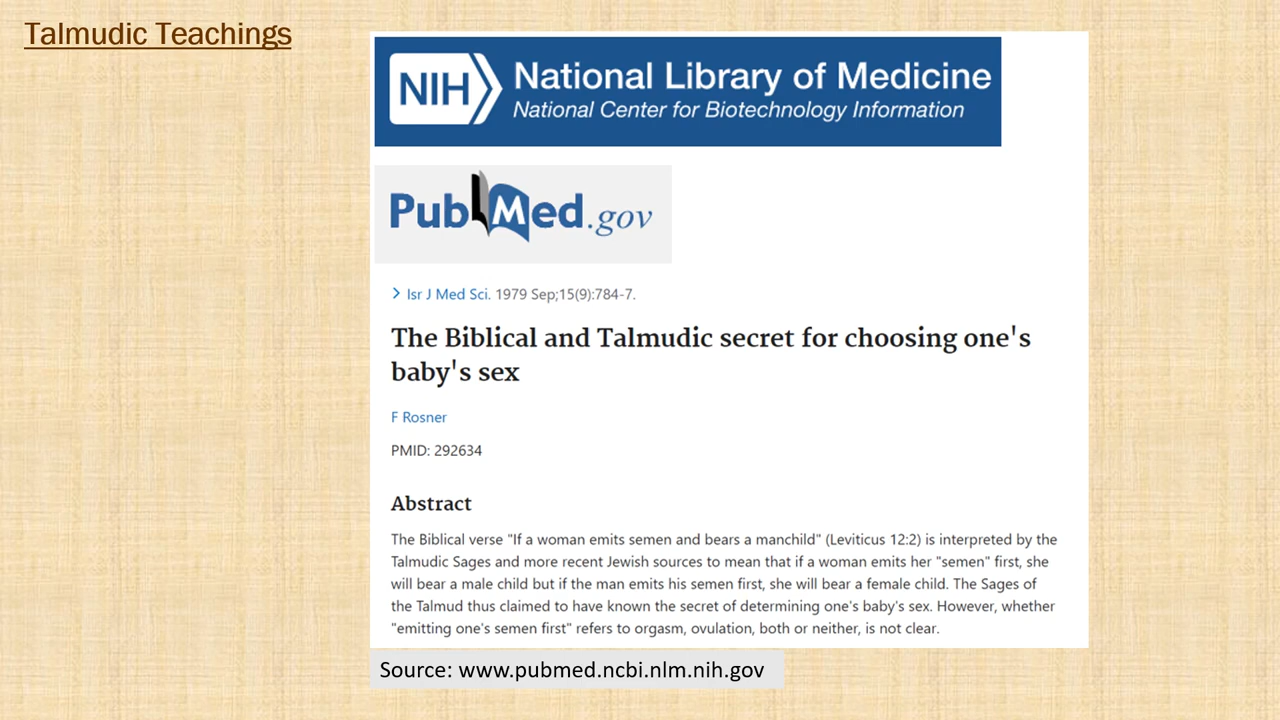 Talmudic Teachings
NIH National Library of Medicine
National Center for Biotechnology Information
PubMed.gov
Isr J Med Sci. 1979 Sep;15(9):784-7.
The Biblical and Talmudic secret for choosing one's
baby's sex
F Rosner
PMID: 292634
Abstract
The Biblical verse "If a woman emits semen and bears a manchild" (Leviticus 12:2) is interpreted by the
Talmudic Sages and more recent Jewish sources to mean that if a woman emits her "semen" first, she
will bear a male child but if the man emits his semen first, she will bear a female child. The Sages of
the Talmud thus claimed to have known the secret of determining one's baby's sex. However, whether
"emitting one's semen first" refers to orgasm, ovulation, both or neither, is not clear.
Source: www.pubmed.ncbi.nlm.nih.gov